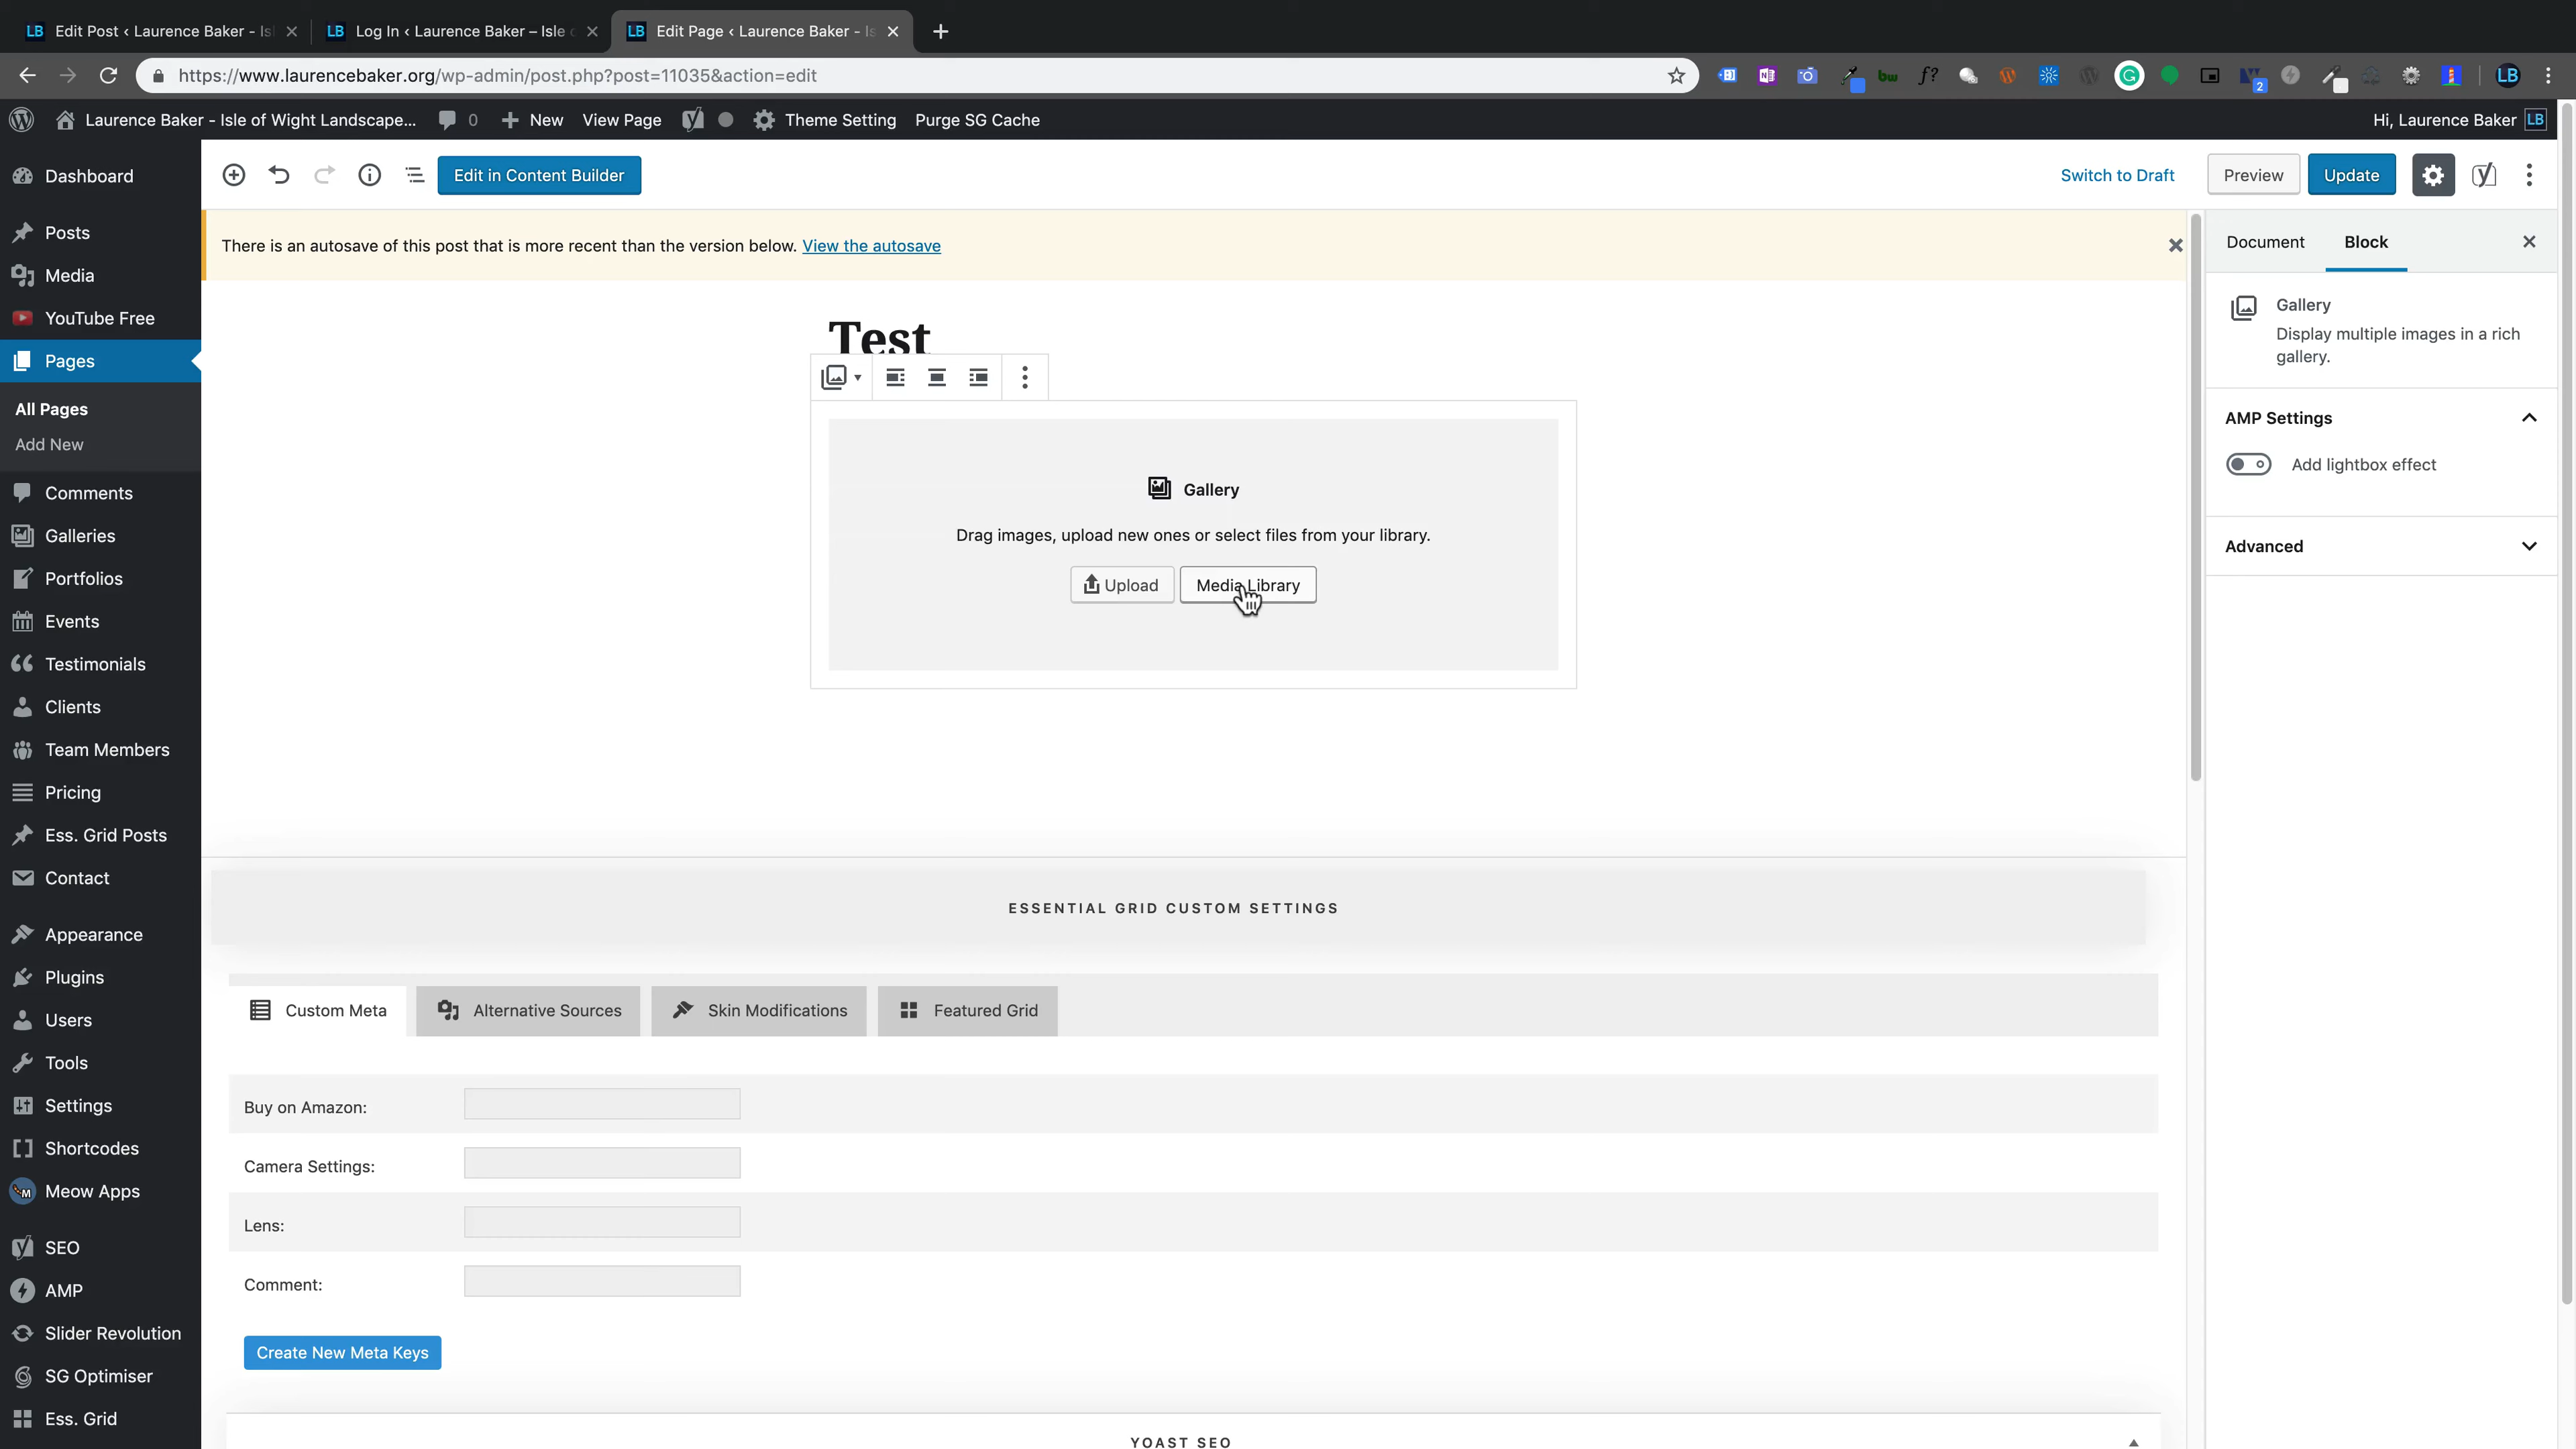 LB Edit Post ‹ Laurence Baker - Is
LB Log In ‹ Laurence Baker – Isle
LB Edit Page ‹ Laurence Baker - Is
https://www.laurencebaker.org/wp-admin/post.php?post=11035&action=edit
bw f? 2 LB
Laurence Baker - Isle of Wight Landscape... 0 New View Page Theme Setting Purge SG Cache Hi, Laurence Baker LB
Edit in Content Builder Switch to Draft Preview Update
There is an autosave of this post that is more recent than the version below. View the autosave
Dashboard
Posts
Media
YouTube Free
Pages
All Pages
Add New
Comments
Galleries
Portfolios
Events
Testimonials
Clients
Team Members
Pricing
Ess. Grid Posts
Contact
Appearance
Plugins
Users
Tools
Settings
Shortcodes
Meow Apps
SEO
AMP
Slider Revolution
SG Optimiser
Ess. Grid
Test
Gallery
Drag images, upload new ones or select files from your library.
Upload Media Library
ESSENTIAL GRID CUSTOM SETTINGS
Custom Meta Alternative Sources Skin Modifications Featured Grid
Buy on Amazon:
Camera Settings:
Lens:
Comment:
Create New Meta Keys
YOAST SEO
Document Block
Gallery
Display multiple images in a rich
gallery.
AMP Settings
Add lightbox effect
Advanced